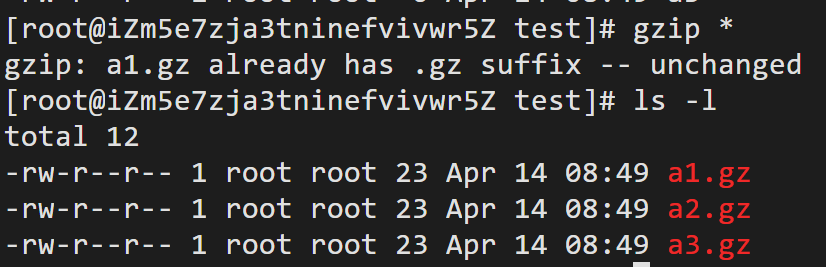 [root@iZm5e7zja3tninefvivwr5Z test]# gzip *
gzip: a1.gz already has .gz suffix -- unchanged
[root@iZm5e7zja3tninefvivwr5Z test]# ls -l
total 12
-rw-r--r-- 1 root root 23 Apr 14 08:49 a1.gz
-rw-r--r-- 1 root root 23 Apr 14 08:49 a2.gz
-rw-r--r-- 1 root root 23 Apr 14 08:49 a3.gz